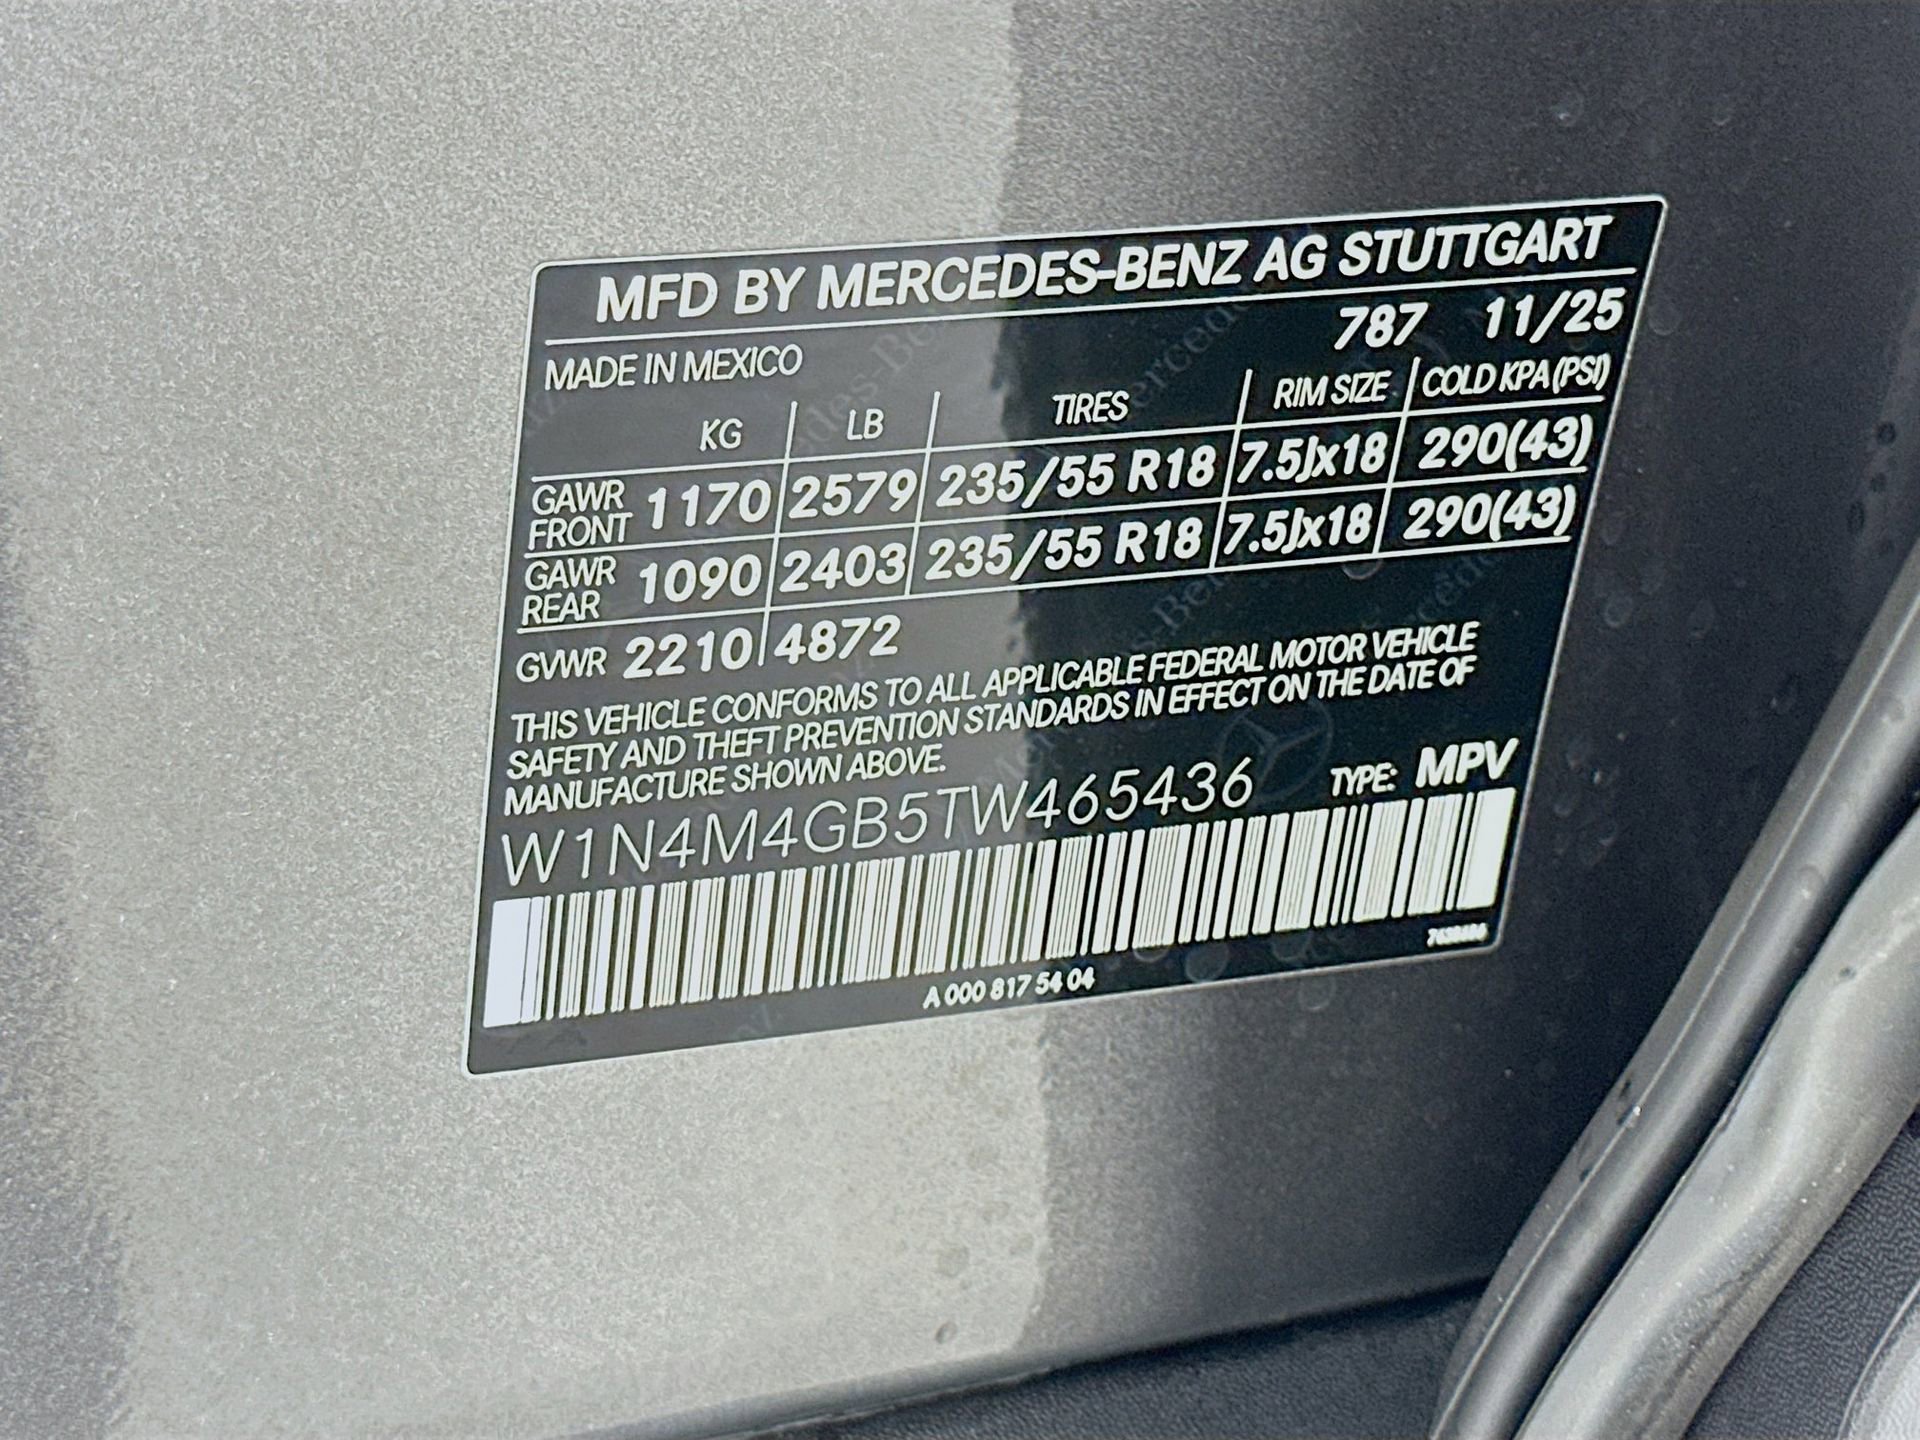 MFD BY MERCEDES-BENZ AG STUTTGART
787 11/25
MADE IN MEXICO
KG LB TIRES RIM SIZE COLD KPA (PSI)
GAWR FRONT 1170 2579 235/55 R18 7.5Jx18 290(43)
GAWR REAR 1090 2403 235/55 R18 7.5Jx18 290(43)
GVWR 2210 4872
THIS VEHICLE CONFORMS TO ALL APPLICABLE FEDERAL MOTOR VEHICLE
SAFETY AND THEFT PREVENTION STANDARDS IN EFFECT ON THE DATE OF
MANUFACTURE SHOWN ABOVE.
W1N4M4GB5TW465436 TYPE: MPV
A 000 817 54 04